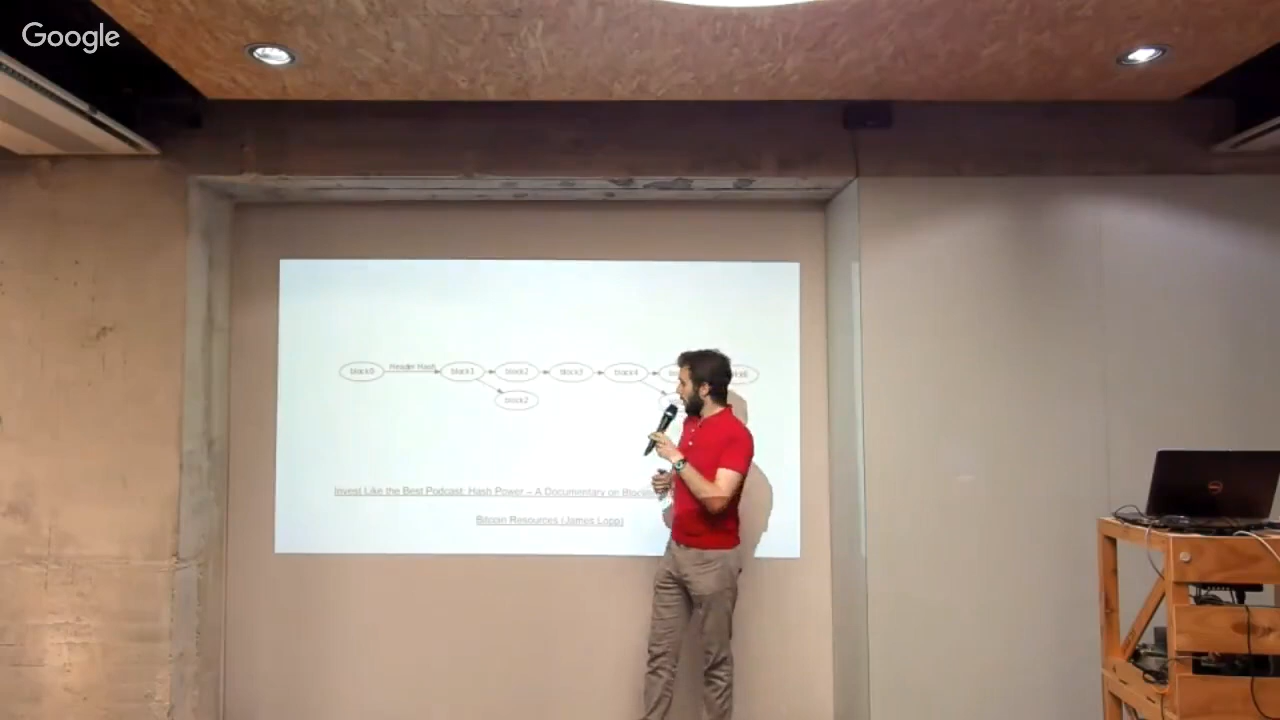 Google
block0 Header Hash block1 block2 block3 block4
block2
Invest Like the Best Podcast: Hash Power – A Documentary on
Bitcoin Resources (James Lopp)
DELL